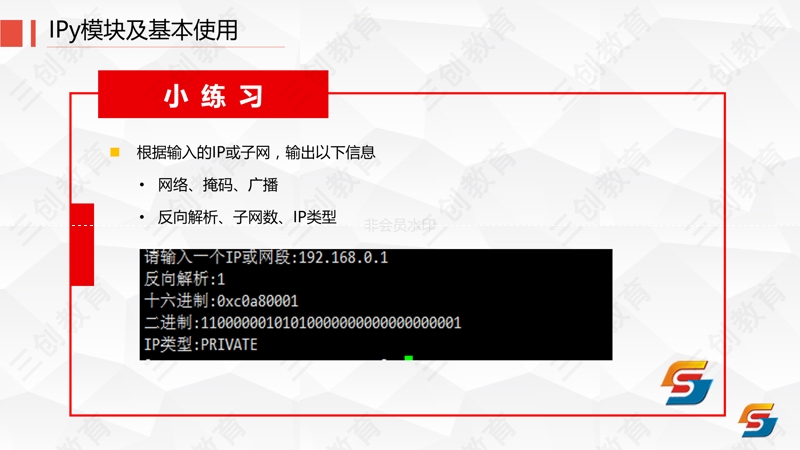 IPy模块及基本使用
小 练 习
根据输入的IP或子网，输出以下信息
• 网络、掩码、广播
• 反向解析、子网数、IP类型
非会员水印
请输入一个IP或网段:192.168.0.1
反向解析:1
十六进制:0xc0a80001
二进制:11000000101010000000000000000001
IP类型:PRIVATE
三创教育